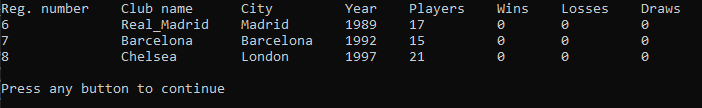 Reg. number Club name City Year Players Wins Losses Draws
6 Real_Madrid Madrid 1989 17 0 0 0
7 Barcelona Barcelona 1992 15 0 0 0
8 Chelsea London 1997 21 0 0 0
Press any button to continue